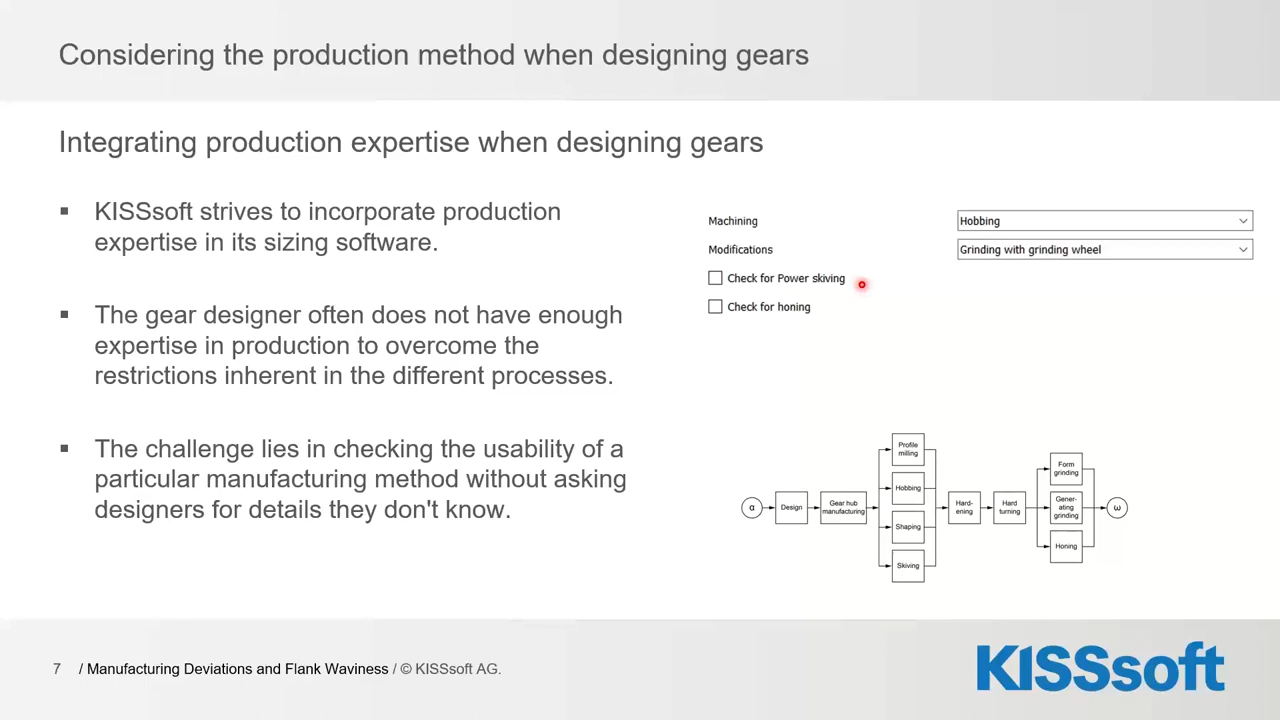 Considering the production method when designing gears
Integrating production expertise when designing gears
▪ KISSsoft strives to incorporate production
expertise in its sizing software.
▪ The gear designer often does not have enough
expertise in production to overcome the
restrictions inherent in the different processes.
▪ The challenge lies in checking the usability of a
particular manufacturing method without asking
designers for details they don't know.
Machining Hobbing
Modifications Grinding with grinding wheel
Check for Power skiving
Check for honing
α
Design
Gear hub
manufacturing
Profile
milling
Hobbing
Shaping
Skiving
Hard-
ening
Hard
turning
Form
grinding
Gener-
ating
grinding
Honing
ω
7 / Manufacturing Deviations and Flank Waviness / © KISSsoft AG.
KISSsoft